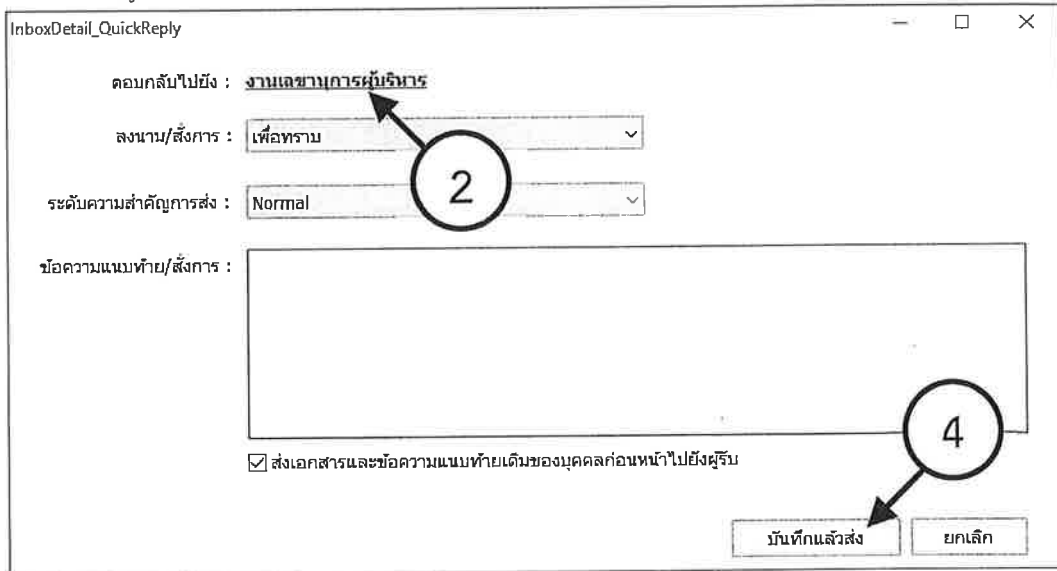 InboxDetail_QuickReply
ตอบกลับไปยัง : งานเลขานุการผู้บริหาร
ลงนาม/สั่งการ : เพื่อทราบ
2
ระดับความสำคัญการส่ง : Normal
ข้อความแนบท้าย/สั่งการ :
4
ส่งเอกสารและข้อความแนบท้ายเดิมของบุคคลก่อนหน้าไปยังผู้รับ
บันทึกแล้วส่ง ยกเลิก